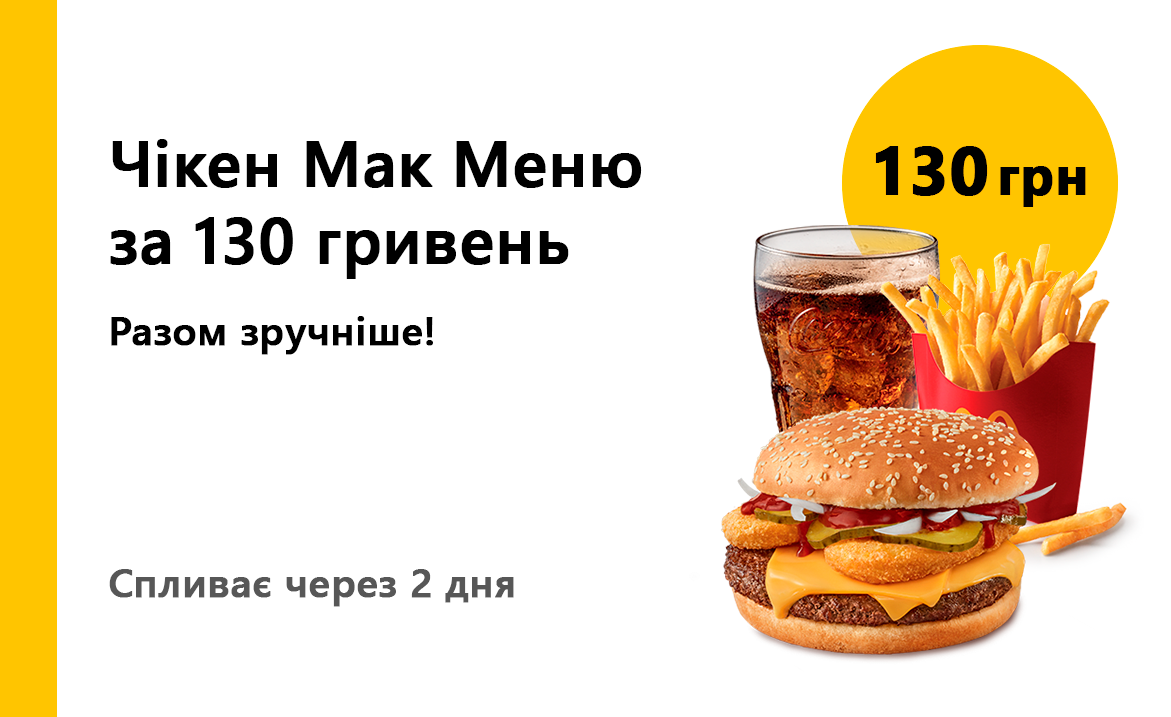 Чікен Мак Меню
за 130 гривень
Разом зручніше!
130 грн
Спливає через 2 дня